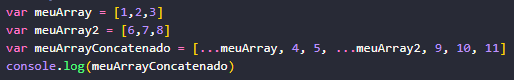 var meuArray = [1,2,3]
var meuArray2 = [6,7,8]
var meuArrayConcatenado = [...meuArray, 4, 5, ...meuArray2, 9, 10, 11]
console.log(meuArrayConcatenado)